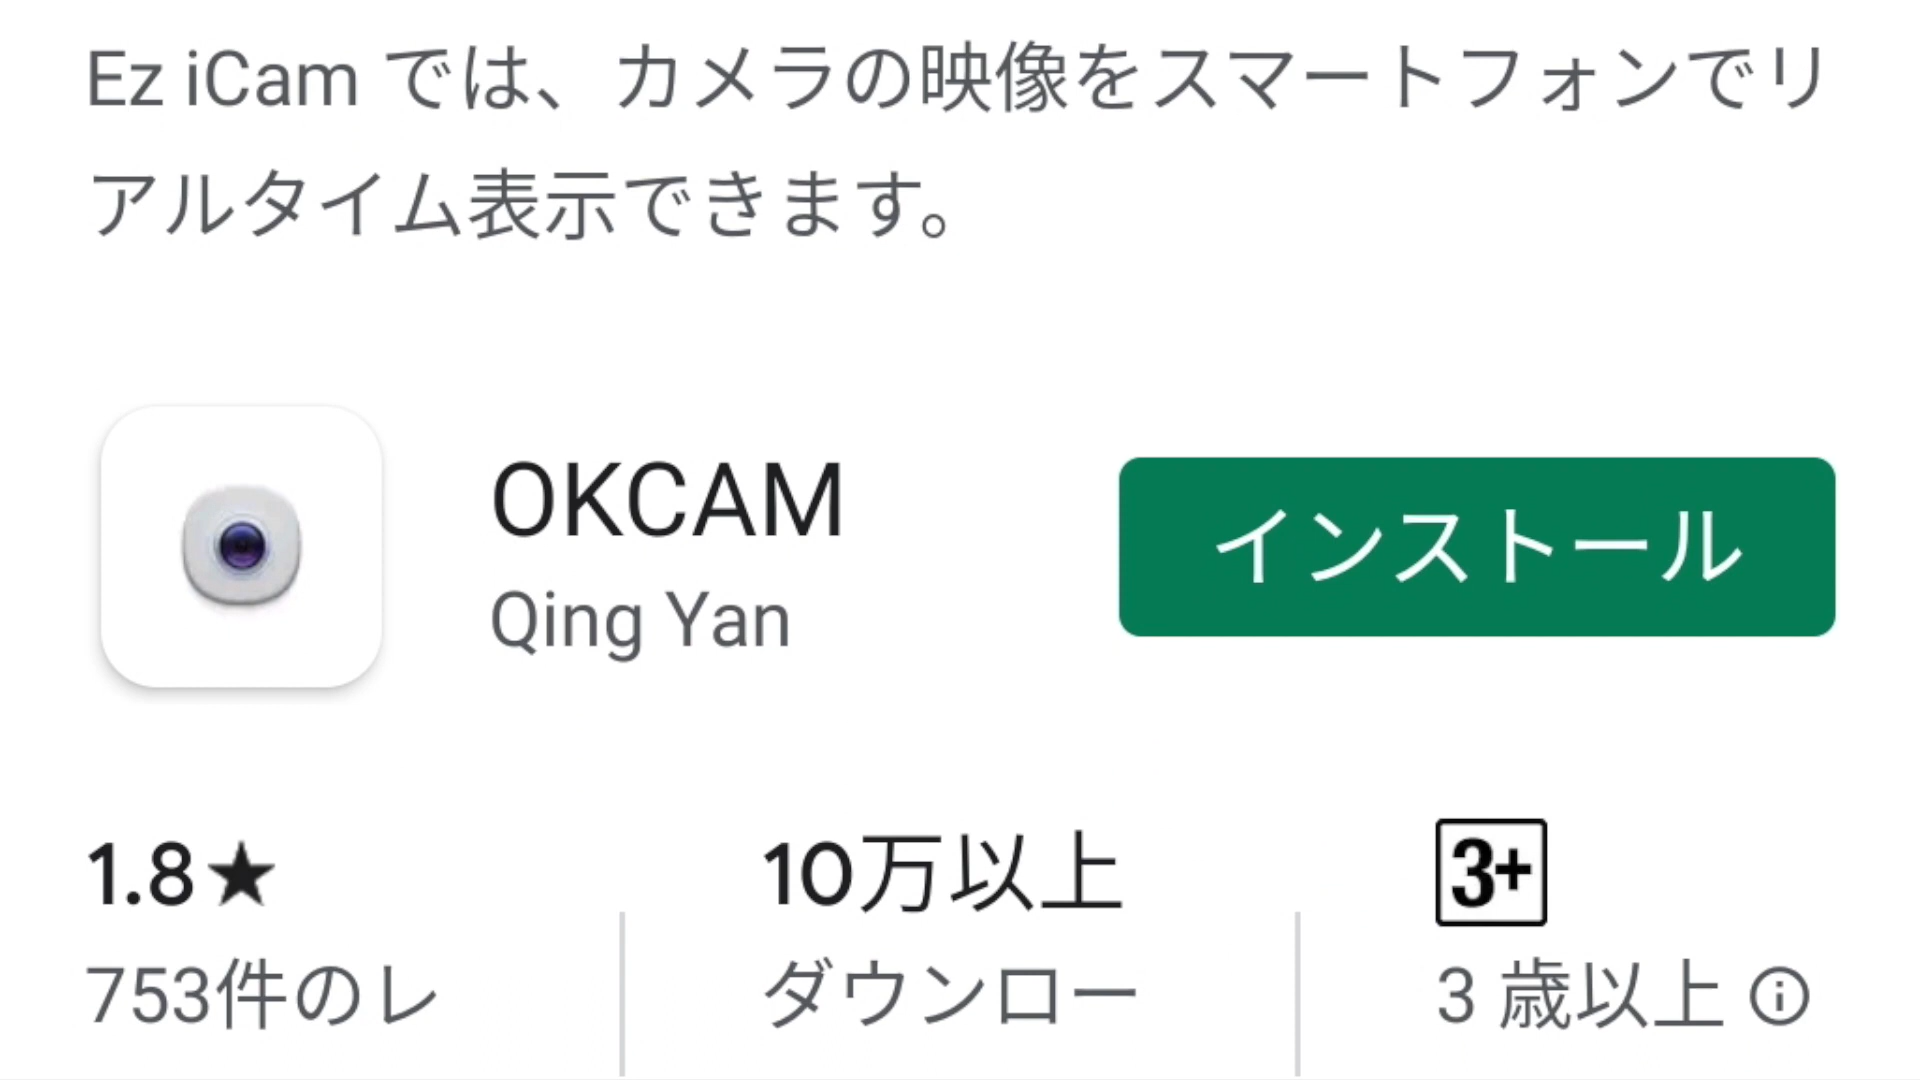 Ez iCam では、カメラの映像をスマートフォンでリ
アルタイム表示できます。
OKCAM
Qing Yan
インストール
1.8★
753件のレ
10万以上
ダウンロー
3+
3 歳以上